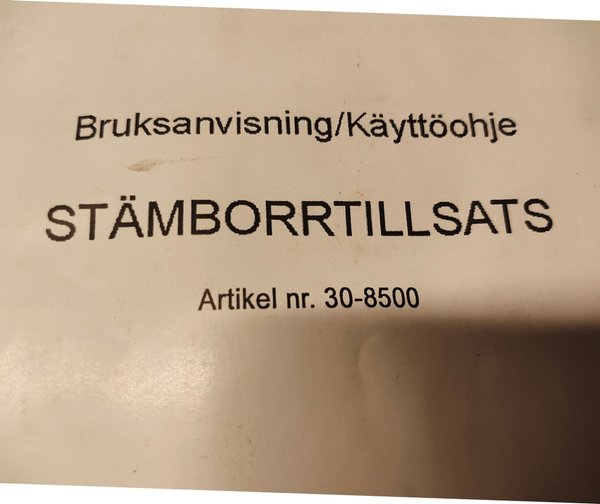 Bruksanvisning/Käyttöohje
STÄMBORRTILLSATS
Artikel nr. 30-8500